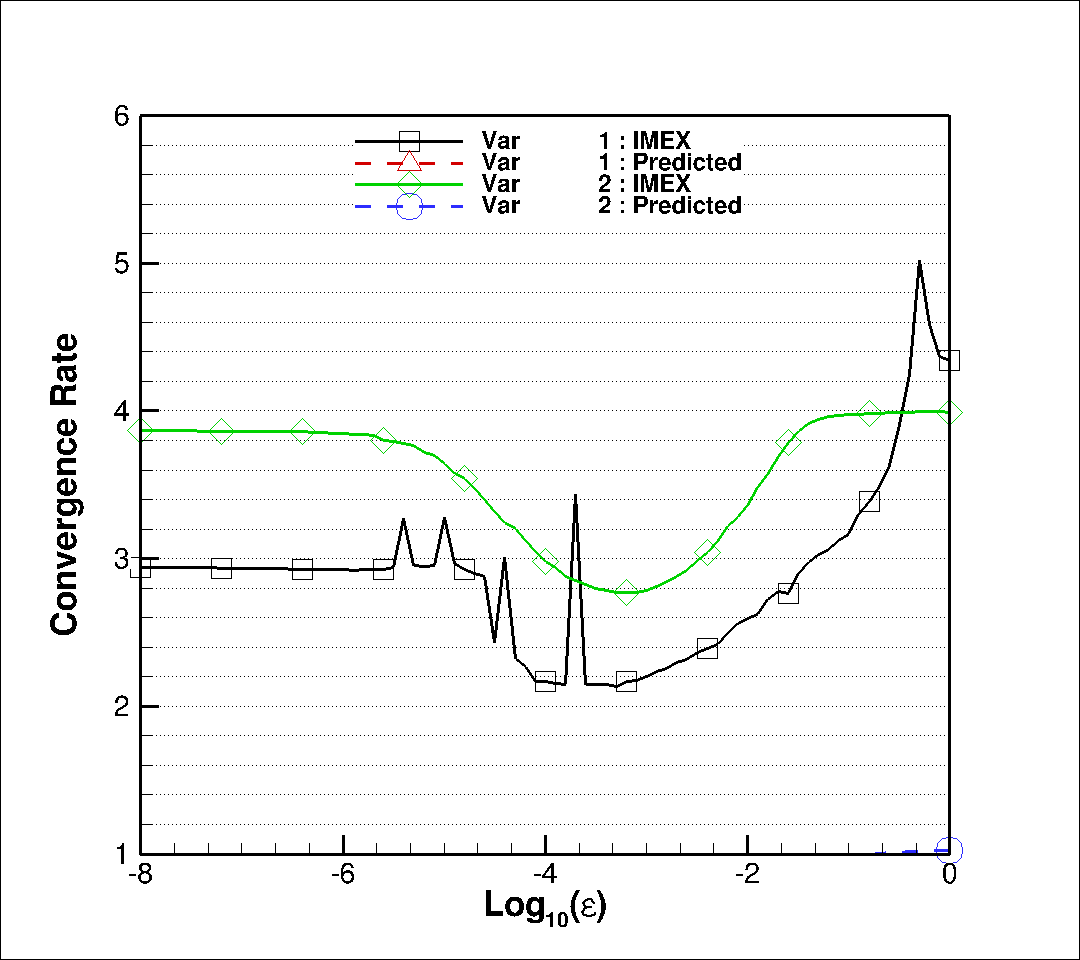 6
Var 1 : IMEX
Var 1 : Predicted
Var 2 : IMEX
Var 2 : Predicted
5
4
3
2
1
Convergence Rate
-8 -6 -4 -2 0
Log10(ε)